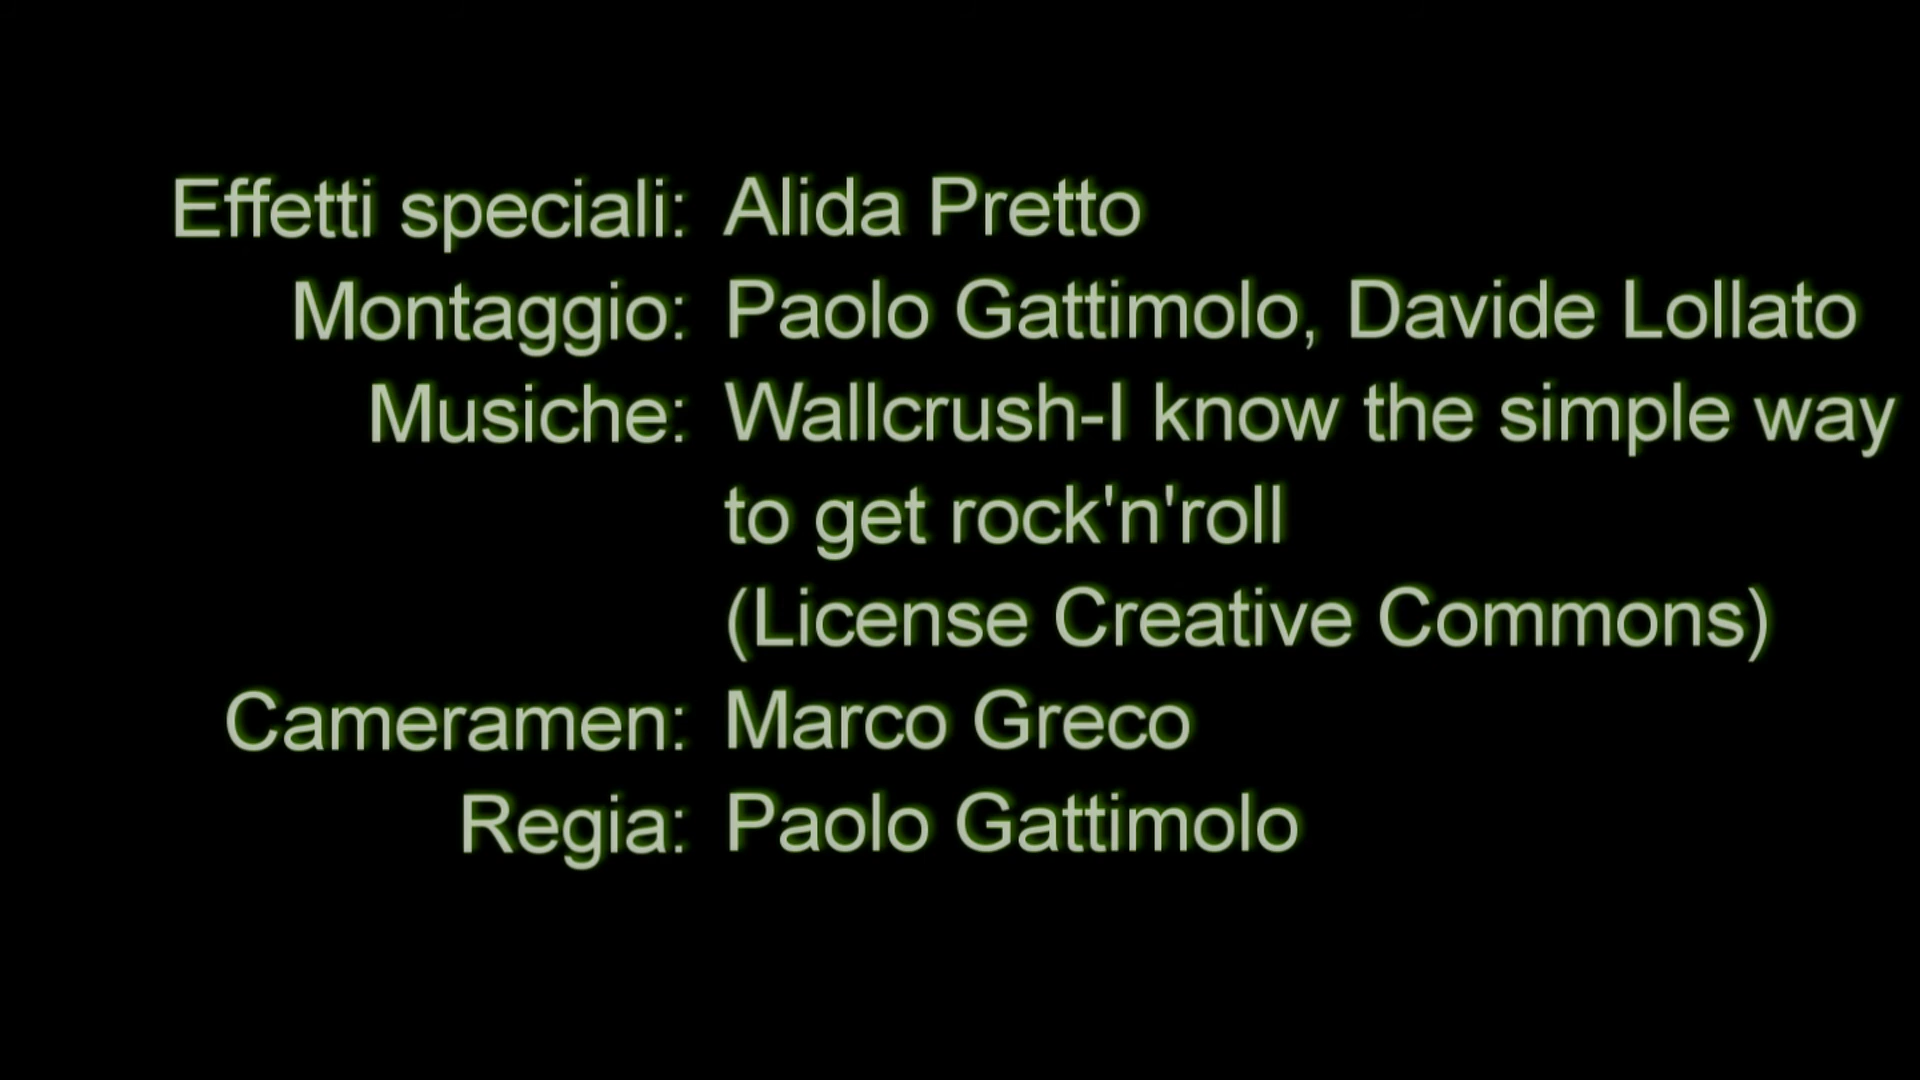 Effetti speciali: Alida Pretto
Montaggio: Paolo Gattimolo, Davide Lollato
Musiche: Wallcrush-I know the simple way
to get rock'n'roll
(License Creative Commons)
Cameramen: Marco Greco
Regia: Paolo Gattimolo